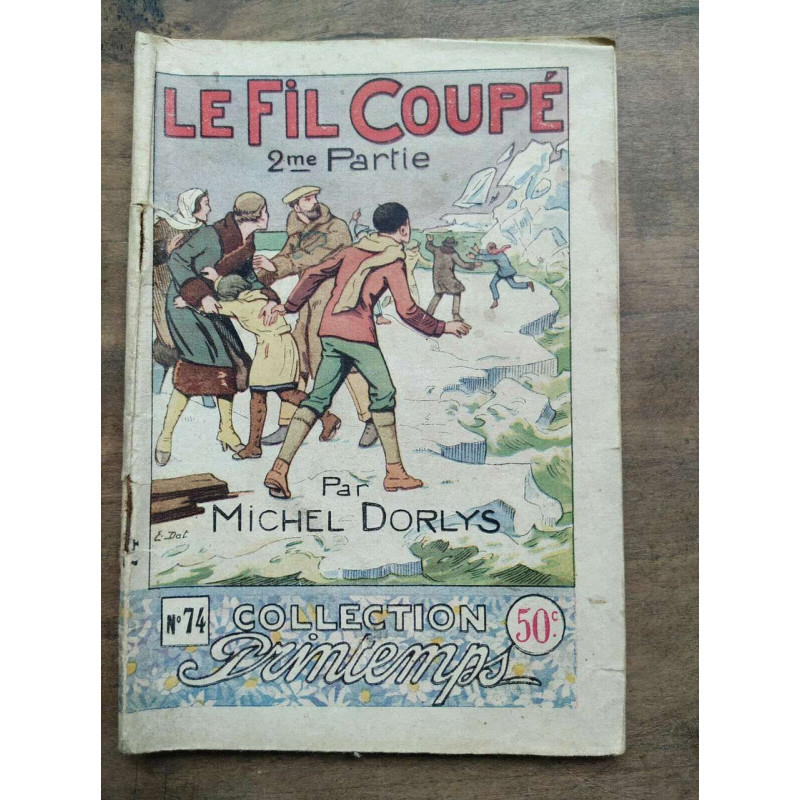 LE FIL COUPÉ
2me Partie
Par
MICHEL DORLYS
E. Dot
N° 74
COLLECTION
Printemps
50c.